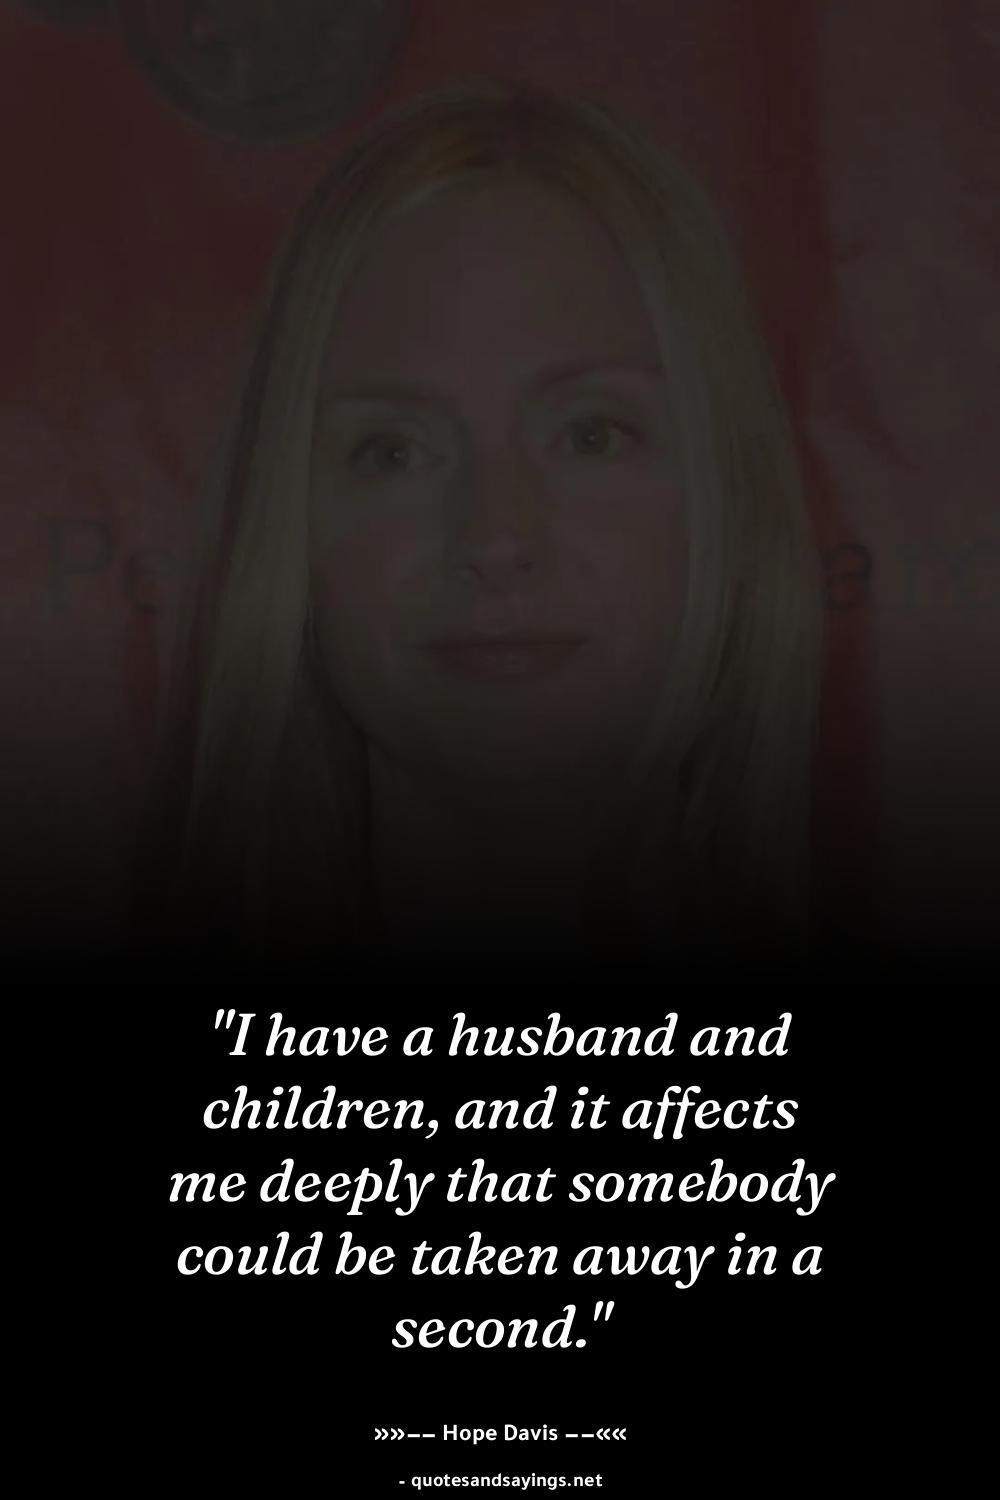 "I have a husband and
children, and it affects
me deeply that somebody
could be taken away in a
second."
»»−− Hope Davis −−««
- quotesandsayings.net